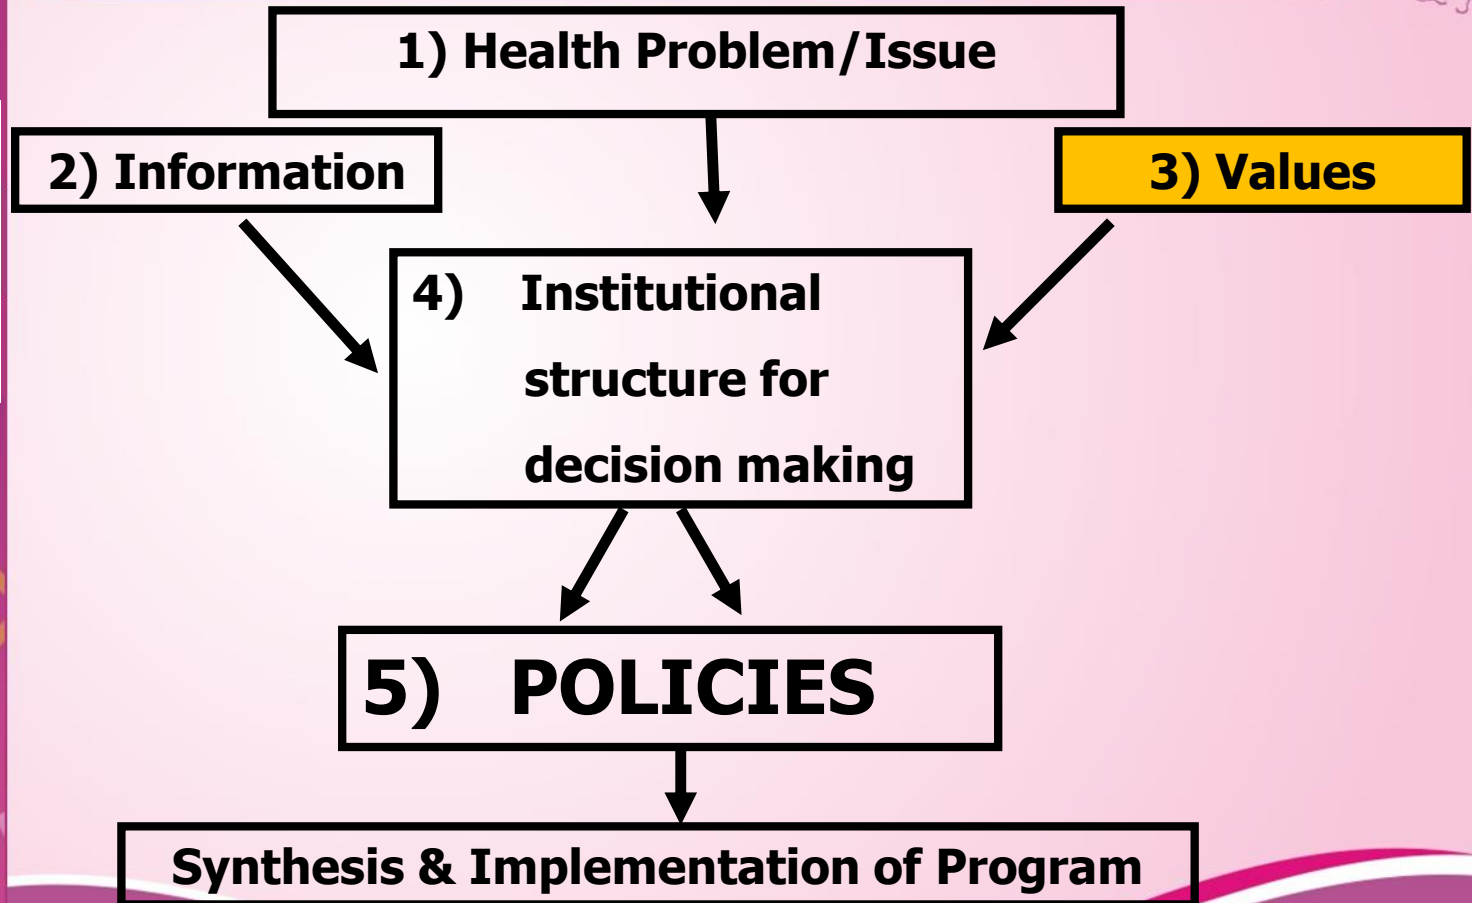 1) Health Problem/Issue
2) Information
3) Values
4) Institutional
structure for
decision making
5) POLICIES
Synthesis & Implementation of Program